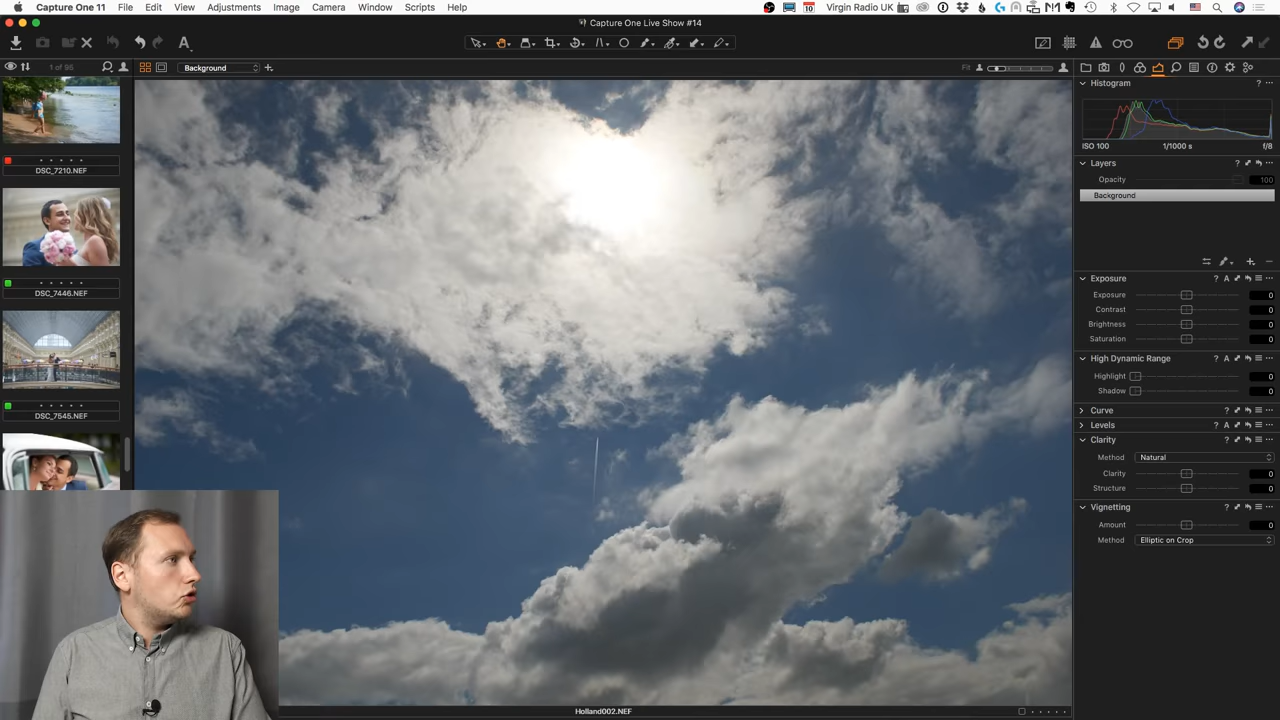 Capture One 11 File Edit View Adjustments Image Camera Window Scripts Help Virgin Radio UK 10
Capture One Live Show #14
1 of 95 Background Fit
DSC_7210.NEF
DSC_7446.NEF
DSC_7545.NEF
Holland002.NEF
Histogram ?
ISO 100 1/1000 s f/8
Layers ?
Opacity 100
Background
Exposure ? A
Exposure 0
Contrast 0
Brightness 0
Saturation 0
High Dynamic Range ? A
Highlight 0
Shadow 0
Curve ?
Levels ? A
Clarity ?
Method Natural
Clarity 0
Structure 0
Vignetting ?
Amount 0
Method Elliptic on Crop